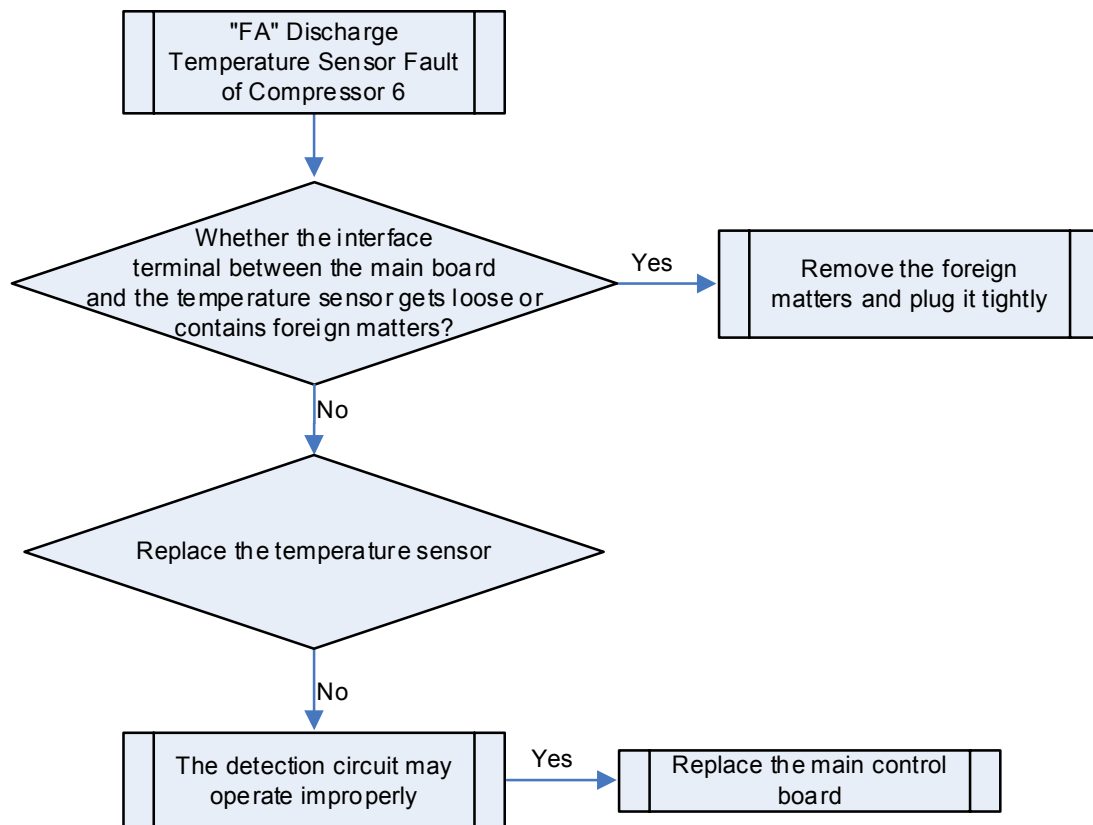 "FA" Discharge
Temperature Sensor Fault
of Compressor 6
Whether the interface
terminal between the main board
and the temperature sensor gets loose or
contains foreign matters?
Yes
Remove the foreign
matters and plug it tightly
No
Replace the temperature sensor
No
The detection circuit may
operate improperly
Yes
Replace the main control
board